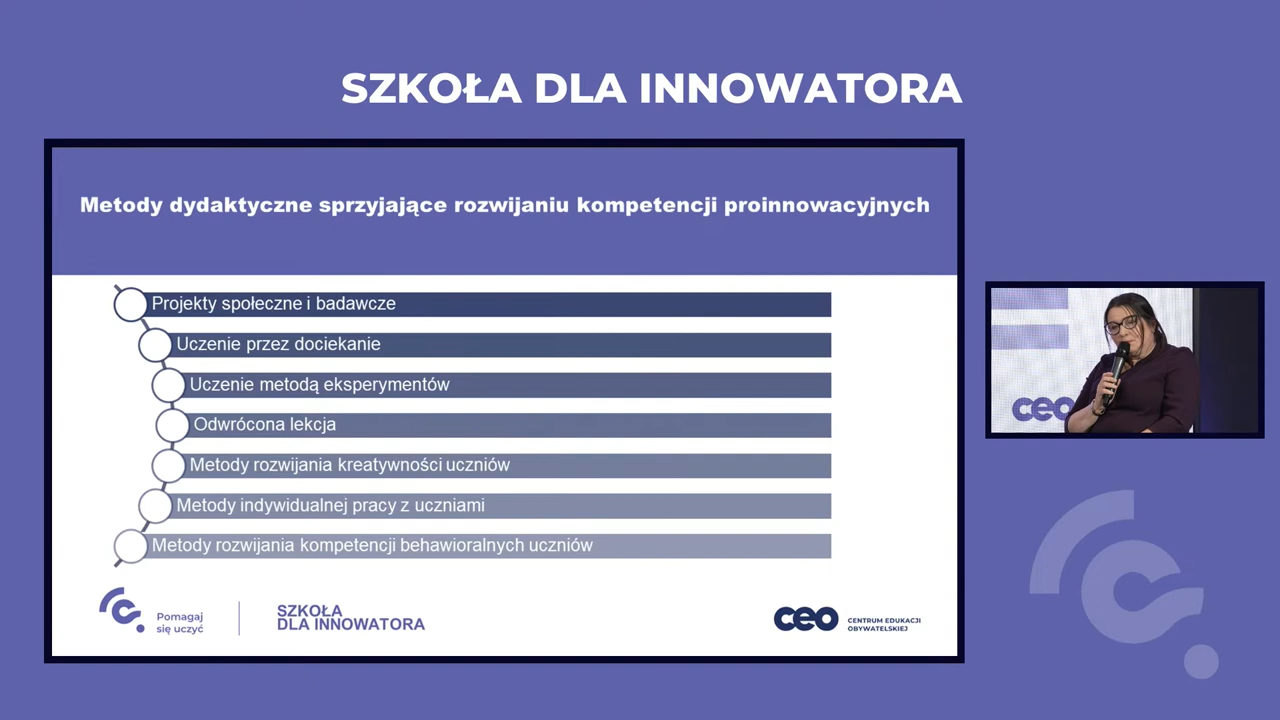 SZKOŁA DLA INNOWATORA
Metody dydaktyczne sprzyjające rozwijaniu kompetencji proinnowacyjnych
Projekty społeczne i badawcze
Uczenie przez dociekanie
Uczenie metodą eksperymentów
Odwrócona lekcja
Metody rozwijania kreatywności uczniów
Metody indywidualnej pracy z uczniami
Metody rozwijania kompetencji behawioralnych uczniów
Pomagaj
się uczyć
SZKOŁA
DLA INNOWATORA
ceo
CENTRUM EDUKACJI
OBYWATELSKIEJ
ceo